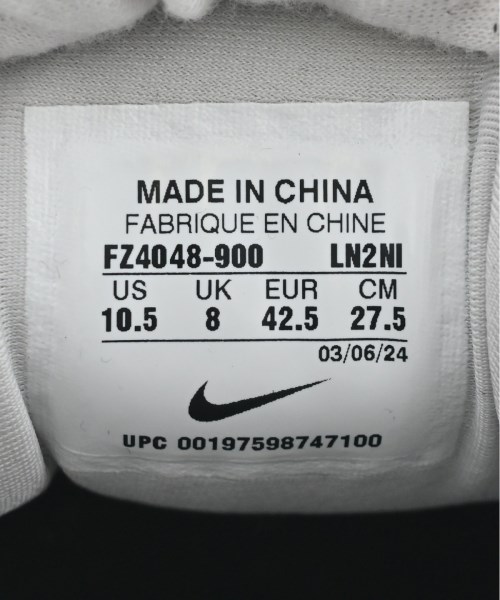 MADE IN CHINA
FABRIQUE EN CHINE
FZ4048-900 LN2NI
US UK EUR CM
10.5 8 42.5 27.5
03/06/24
UPC 00197598747100